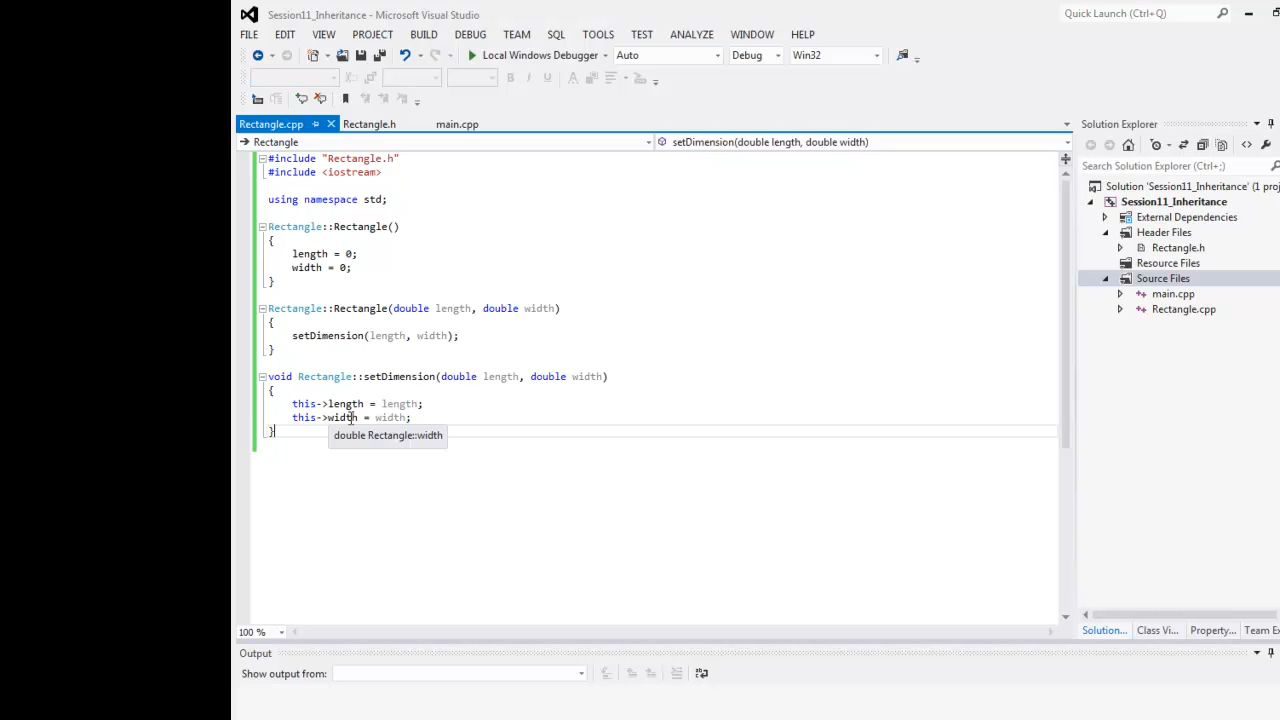 Session11_Inheritance - Microsoft Visual Studio
Quick Launch (Ctrl+Q)
FILE EDIT VIEW PROJECT BUILD DEBUG TEAM SQL TOOLS TEST ANALYZE WINDOW HELP
Local Windows Debugger Auto Debug Win32
Rectangle.cpp Rectangle.h main.cpp
Rectangle setDimension(double length, double width)
#include "Rectangle.h"
#include <iostream>
using namespace std;
Rectangle::Rectangle()
{
length = 0;
width = 0;
}
Rectangle::Rectangle(double length, double width)
{
setDimension(length, width);
}
void Rectangle::setDimension(double length, double width)
{
this->length = length;
this->width = width;
}
double Rectangle::width
100 %
Solution Explorer
Search Solution Explorer (Ctrl+;)
Solution 'Session11_Inheritance' (1 proj
Session11_Inheritance
External Dependencies
Header Files
Rectangle.h
Resource Files
Source Files
main.cpp
Rectangle.cpp
Solution... Class Vi... Property... Team Ex
Output
Show output from: